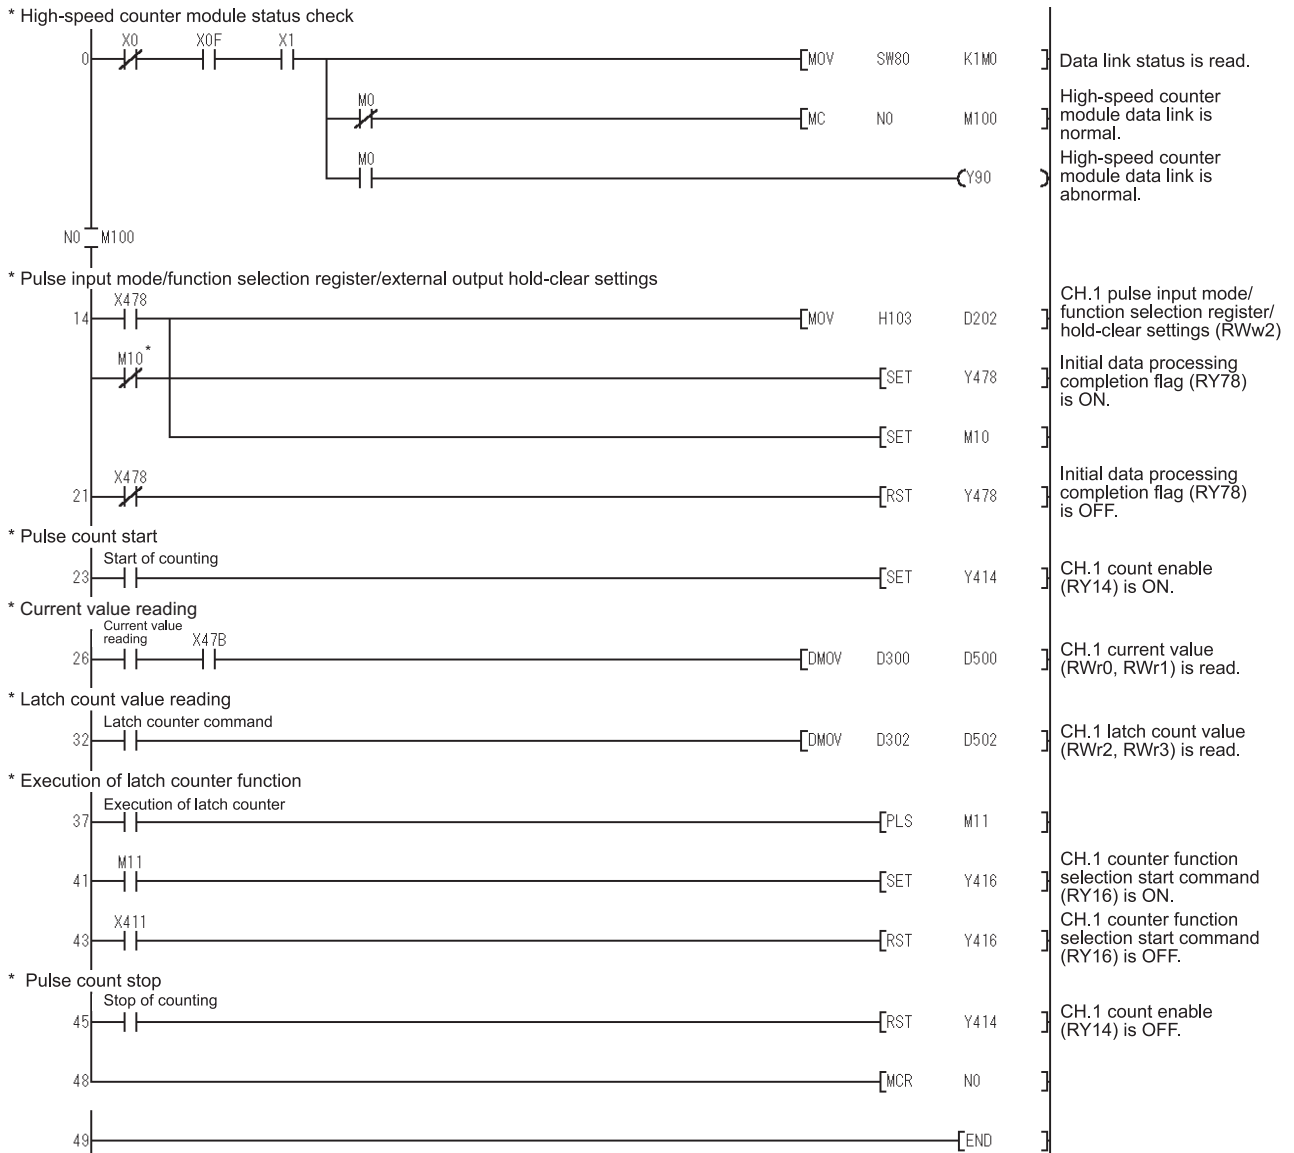 * High-speed counter module status check
X0 X0F X1
0 MOV SW80 K1M0 Data link status is read.
M0
MC N0 M100
High-speed counter
module data link is
normal.
M0
Y90
High-speed counter
module data link is
abnormal.
N0 M100
* Pulse input mode/function selection register/external output hold-clear settings
X478
14 MOV H103 D202
CH.1 pulse input mode/
function selection register/
hold-clear settings (RWw2)
M10 *
SET Y478
Initial data processing
completion flag (RY78)
is ON.
SET M10
X478
21 RST Y478
Initial data processing
completion flag (RY78)
is OFF.
* Pulse count start
Start of counting
23 SET Y414
CH.1 count enable
(RY14) is ON.
* Current value reading
Current value
reading X47B
26 DMOV D300 D500
CH.1 current value
(RWr0, RWr1) is read.
* Latch count value reading
Latch counter command
32 DMOV D302 D502
CH.1 latch count value
(RWr2, RWr3) is read.
* Execution of latch counter function
Execution of latch counter
37 PLS M11
M11
41 SET Y416
CH.1 counter function
selection start command
(RY16) is ON.
X411
43 RST Y416
CH.1 counter function
selection start command
(RY16) is OFF.
* Pulse count stop
Stop of counting
45 RST Y414
CH.1 count enable
(RY14) is OFF.
48 MCR N0
49 END